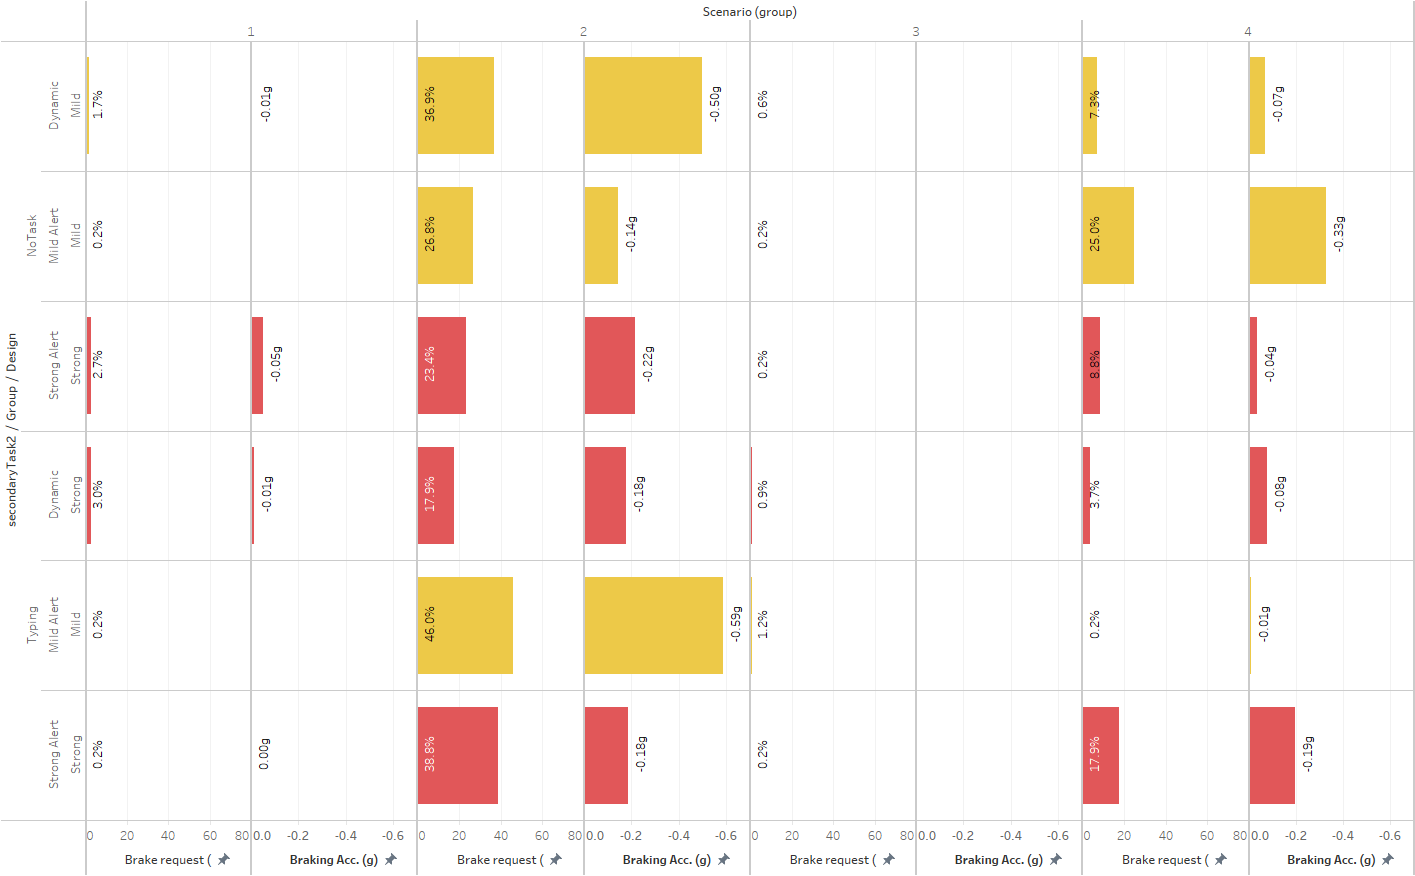 Scenario (group)
1 2 3 4
secondaryTask2 / Group / Design
NoTask
Dynamic Mild 1.7% -0.01g 36.9% -0.50g 0.6% 7.3% -0.07g
Mild Alert Mild 0.2% 26.8% -0.14g 0.2% 25.0% -0.33g
Strong Alert Strong 2.7% -0.05g 23.4% -0.22g 0.2% 8.8% -0.04g
Typing
Dynamic Strong 3.0% -0.01g 17.9% -0.18g 0.9% 3.7% -0.08g
Mild Alert Mild 0.2% 46.0% -0.59g 1.2% 0.2% -0.01g
Strong Alert Strong 0.2% 0.00g 38.8% -0.18g 0.2% 17.9% -0.19g
0 20 40 60 80 0.0 -0.2 -0.4 -0.6 0 20 40 60 80 0.0 -0.2 -0.4 -0.6 0 20 40 60 80 0.0 -0.2 -0.4 -0.6 0 20 40 60 80 0.0 -0.2 -0.4 -0.6
Brake request ( Braking Acc. (g) Brake request ( Braking Acc. (g) Brake request ( Braking Acc. (g) Brake request ( Braking Acc. (g)